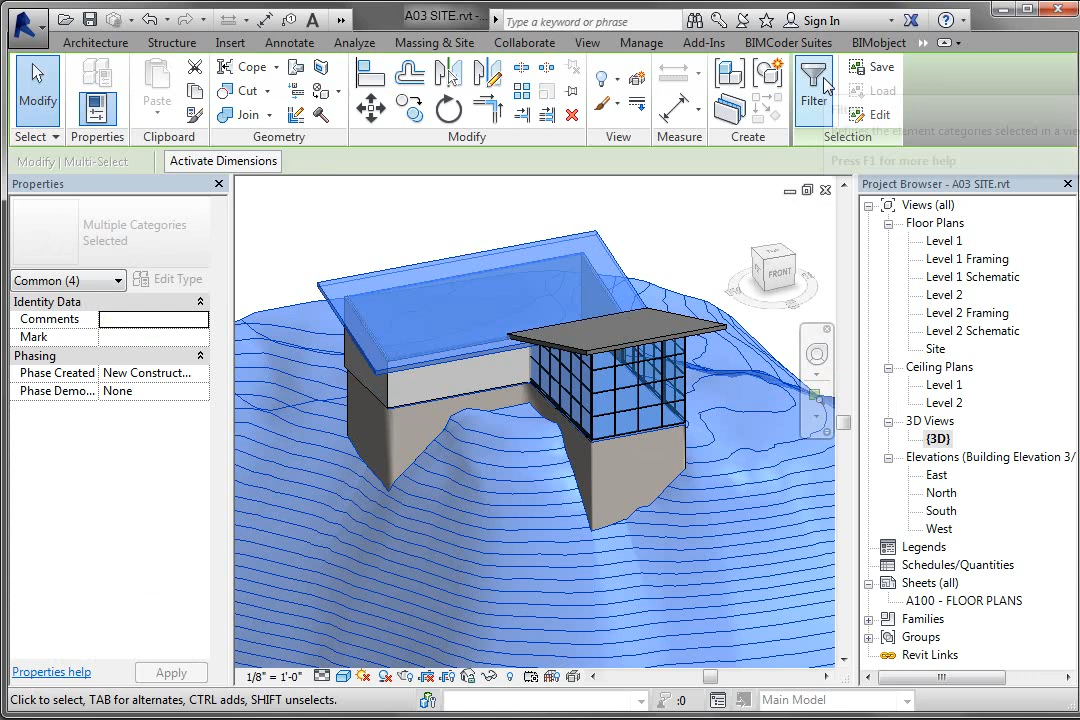 A03 SITE.rvt -...
Type a keyword or phrase
Sign In
Architecture Structure Insert Annotate Analyze Massing & Site Collaborate View Manage Add-Ins BIMCoder Suites BIMobject
Modify
Paste
Cope
Cut
Join
Filter
Save
Load
Edit
Select Properties Clipboard Geometry Modify View Measure Create Selection
the element categories selected in a vie
Press F1 for more help
Modify | Multi-Select
Activate Dimensions
Properties
Multiple Categories
Selected
Common (4)
Edit Type
Identity Data
Comments
Mark
Phasing
Phase Created New Construct...
Phase Demo... None
Properties help
Apply
FRONT
1/8" = 1'-0"
Project Browser - A03 SITE.rvt
Views (all)
Floor Plans
Level 1
Level 1 Framing
Level 1 Schematic
Level 2
Level 2 Framing
Level 2 Schematic
Site
Ceiling Plans
Level 1
Level 2
3D Views
{3D}
Elevations (Building Elevation 3/
East
North
South
West
Legends
Schedules/Quantities
Sheets (all)
A100 - FLOOR PLANS
Families
Groups
Revit Links
Click to select, TAB for alternates, CTRL adds, SHIFT unselects.
:0
Main Model